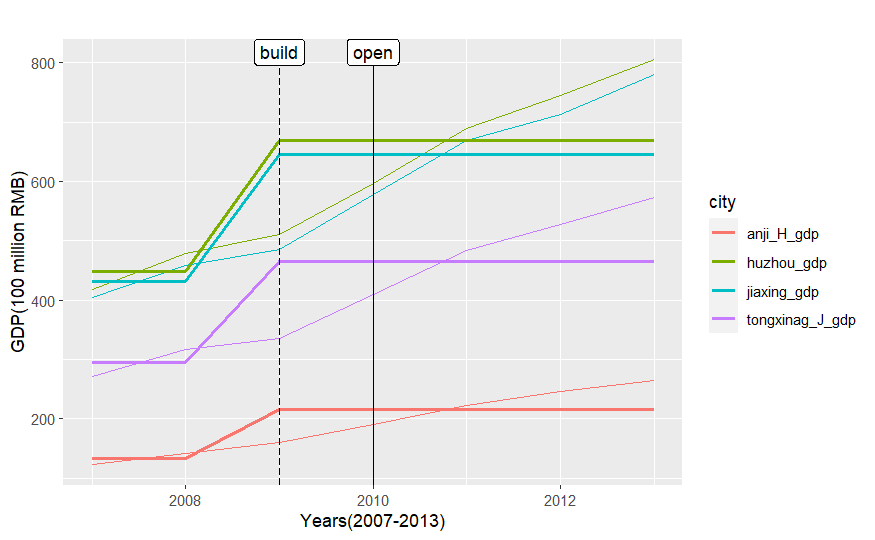 build
open
800
600
400
200
GDP(100 million RMB)
2008
2010
2012
Years(2007-2013)
city
anji_H_gdp
huzhou_gdp
jiaxing_gdp
tongxinag_J_gdp